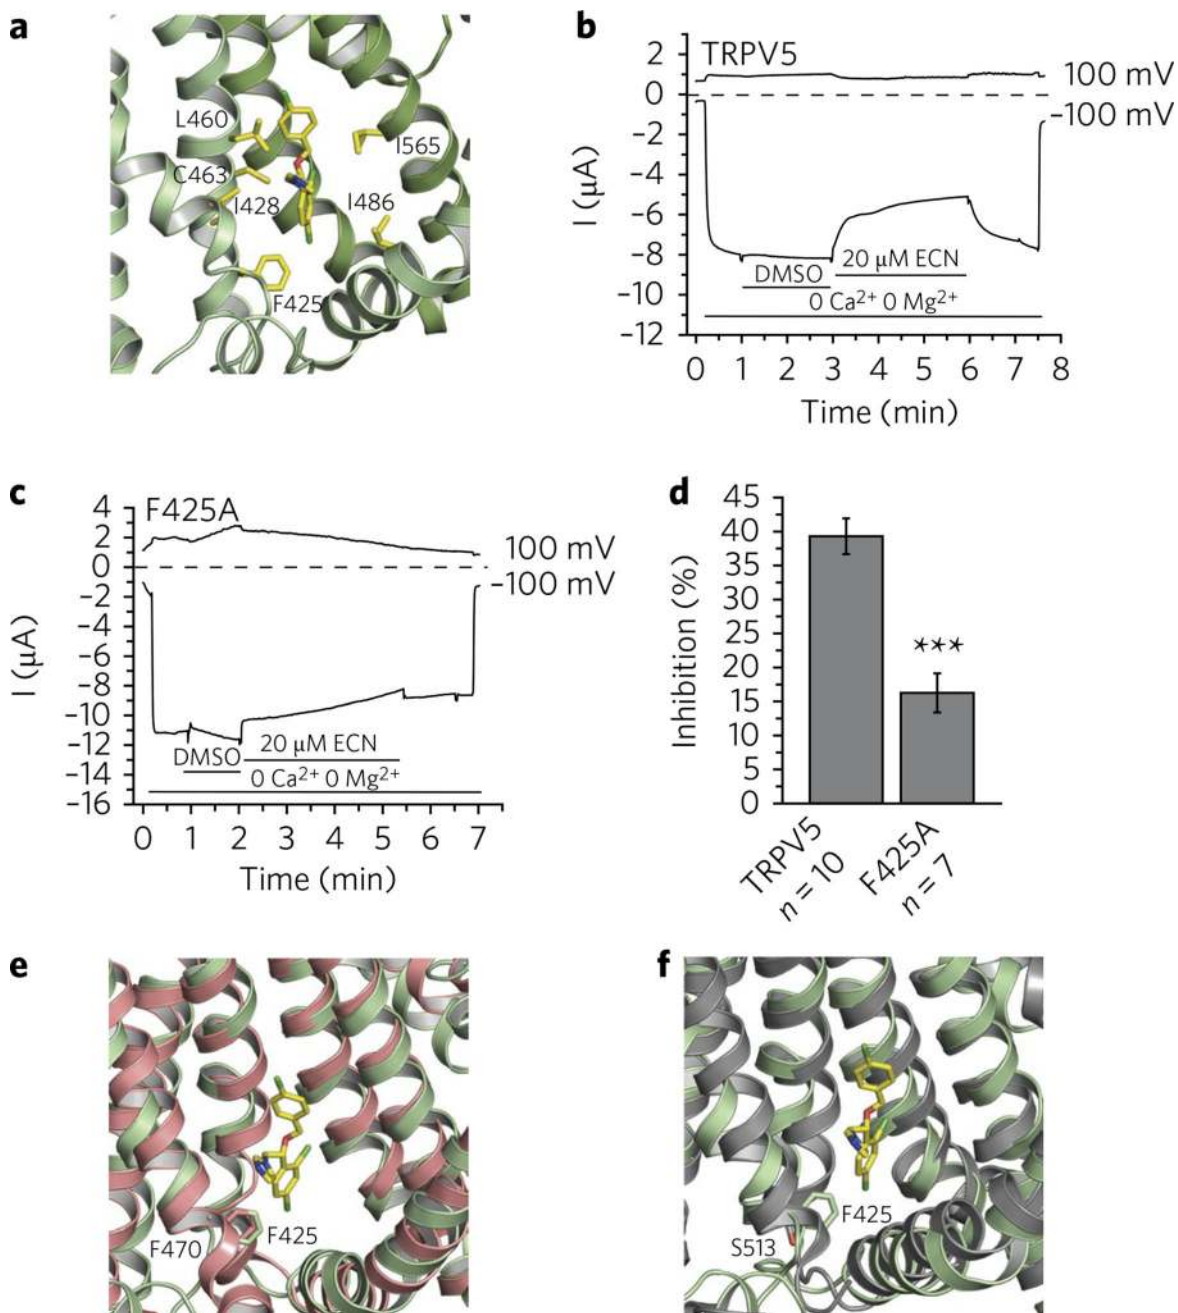 a
L460
C463
I428
I565
I486
F425
b
TRPV5
100 mV
−100 mV
2
0
−2
−4
−6
−8
−10
−12
I (μA)
DMSO
20 μM ECN
0 Ca²⁺ 0 Mg²⁺
0 1 2 3 4 5 6 7 8
Time (min)
c
F425A
100 mV
−100 mV
4
2
0
−2
−4
−6
−8
−10
−12
−14
−16
I (μA)
DMSO
20 μM ECN
0 Ca²⁺ 0 Mg²⁺
0 1 2 3 4 5 6 7
Time (min)
d
45
40
35
30
25
20
15
10
5
0
Inhibition (%)
***
TRPV5
n = 10
F425A
n = 7
e
F470
F425
f
F425
S513